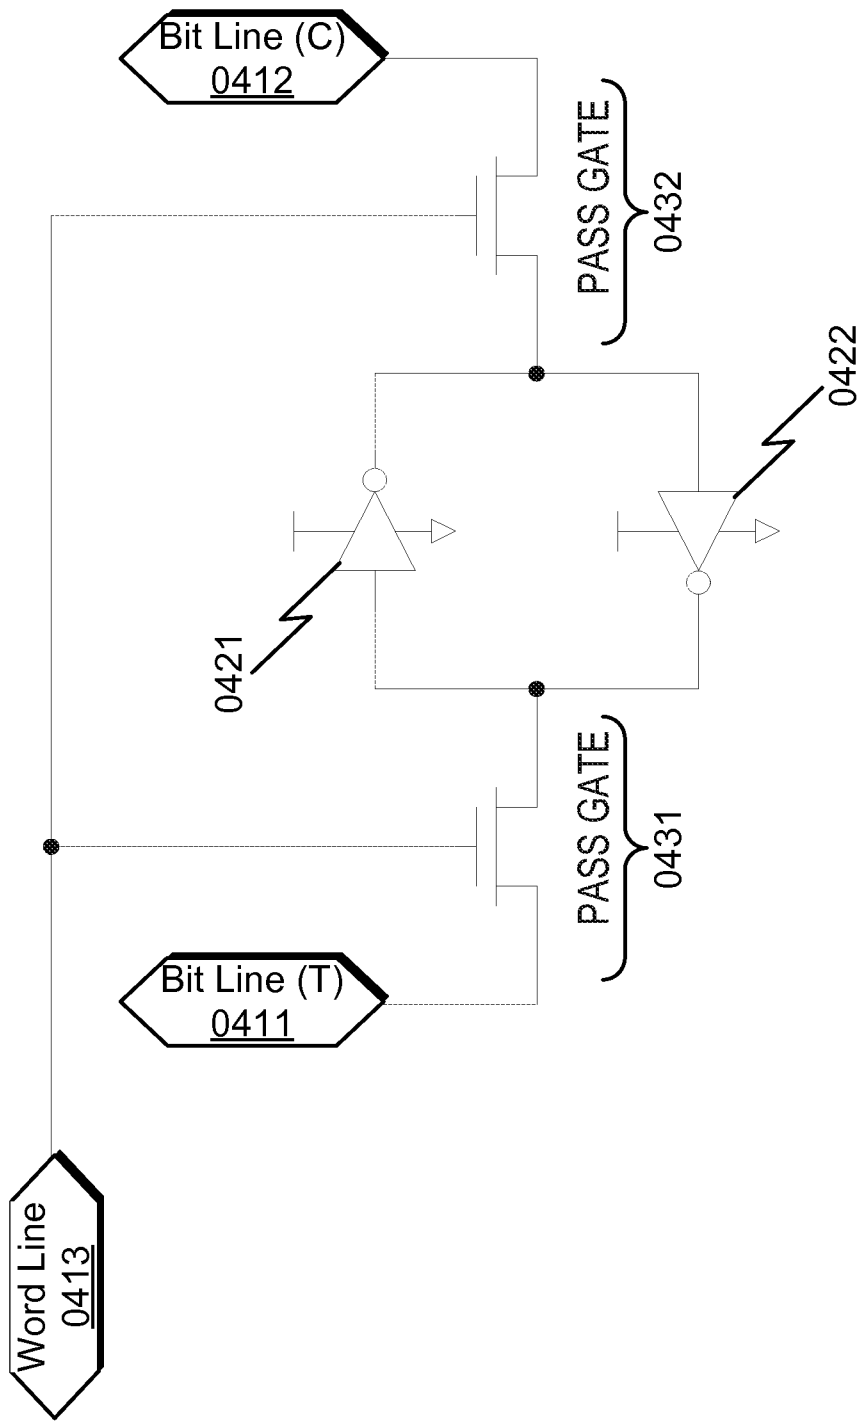 Bit Line (C)
0412
PASS GATE
0432
0422
0421
PASS GATE
0431
Bit Line (T)
0411
Word Line
0413